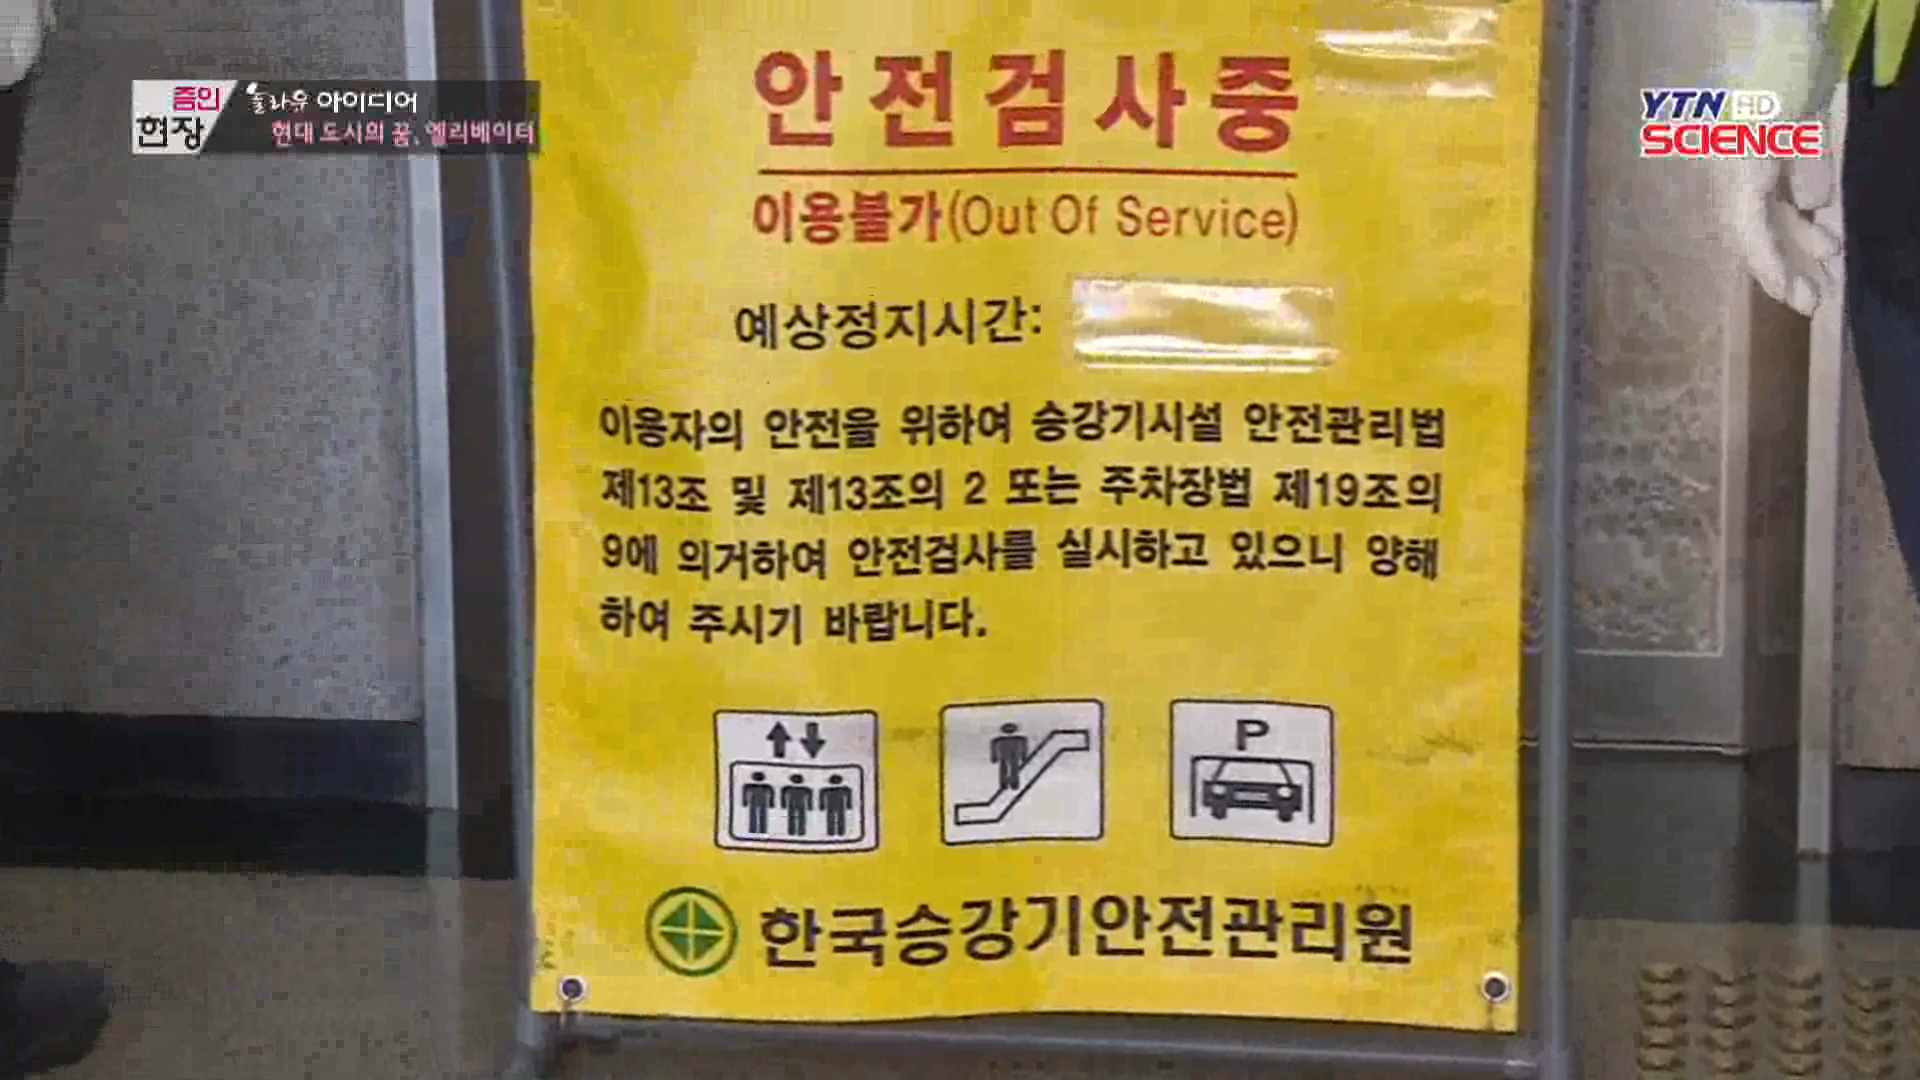 줌인
현장
놀라운 아이디어
현대 도시의 꿈, 엘리베이터
YTN HD
SCIENCE
안전검사중
이용불가(Out Of Service)
예상정지시간:
이용자의 안전을 위하여 승강기시설 안전관리법
제13조 및 제13조의 2 또는 주차장법 제19조의
9에 의거하여 안전검사를 실시하고 있으니 양해
하여 주시기 바랍니다.
P
한국승강기안전관리원